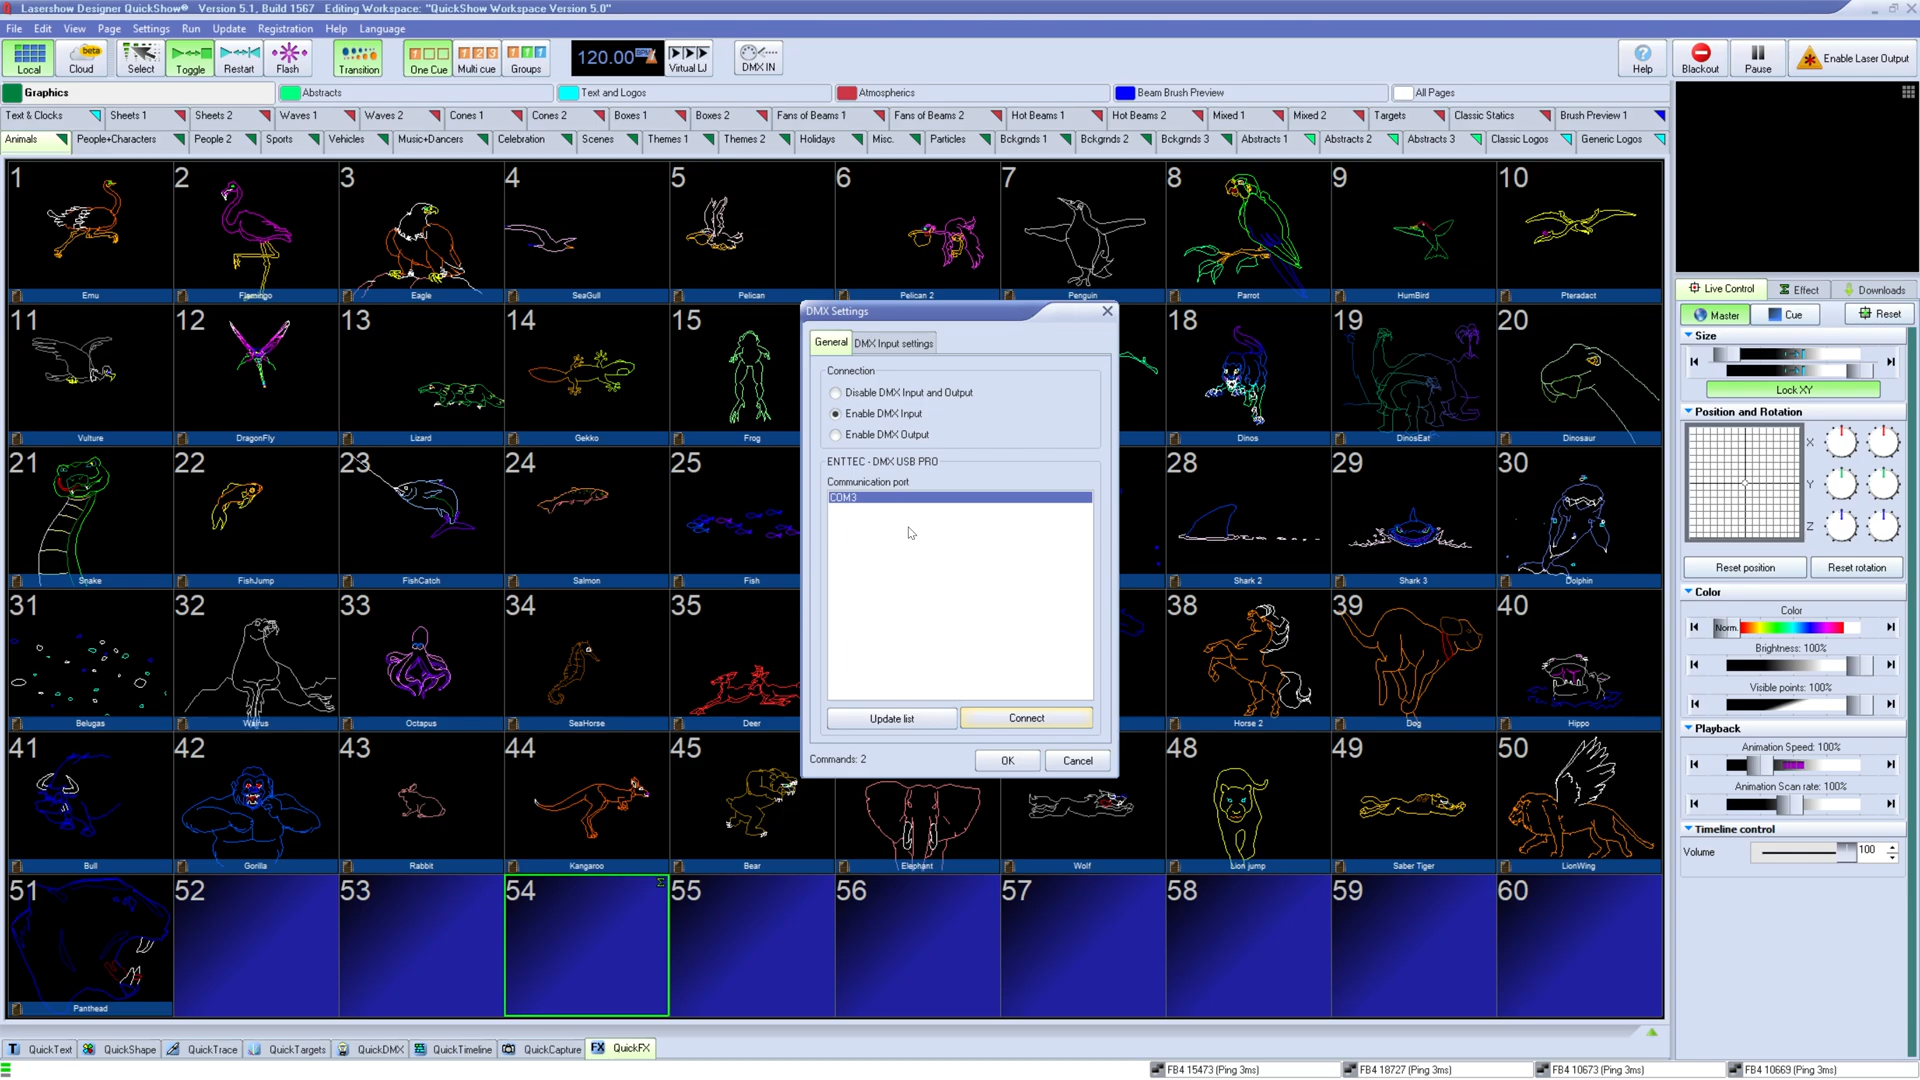 Lasershow Designer QuickShow® Version 5.1, Build 1567 Editing Workspace: "QuickShow Workspace Version 5.0"
File Edit View Page Settings Run Update Registration Help Language
Local Cloud beta Select Toggle Restart Flash Transition One Cue Multi cue Groups 120.00 BPM Virtual LJ DMX IN Help Blackout Pause Enable Laser Output
Graphics Abstracts Text and Logos Atmospherics Beam Brush Preview All Pages
Text & Clocks Sheets 1 Sheets 2 Waves 1 Waves 2 Cones 1 Cones 2 Boxes 1 Boxes 2 Fans of Beams 1 Fans of Beams 2 Hot Beams 1 Hot Beams 2 Mixed 1 Mixed 2 Targets Classic Statics Brush Preview 1
Animals People+Characters People 2 Sports Vehicles Music+Dancers Celebration Scenes Themes 1 Themes 2 Holidays Misc. Particles Bckgrnds 1 Bckgrnds 2 Bckgrnds 3 Abstracts 1 Abstracts 2 Abstracts 3 Classic Logos Generic Logos
1 2 3 4 5 6 7 8 9 10
Emu Flamingo Eagle SeaGull Pelican Pelican 2 Penguin Parrot HumBird Pteradact
11 12 13 14 15 18 19 20
Vulture DragonFly Lizard Gekko Frog Dinos DinosEat Dinosaur
21 22 23 24 25 28 29 30
Snake FishJump FishCatch Salmon Fish Shark 2 Shark 3 Dolphin
31 32 33 34 35 38 39 40
Belugas Walrus Octapus SeaHorse Deer Horse 2 Dog Hippo
41 42 43 44 45 48 49 50
Bull Gorilla Rabbit Kangaroo Bear Elephant Wolf Lion jump Saber Tiger LionWing
51 52 53 54 55 56 57 58 59 60
Panthead
DMX Settings
General DMX Input settings
Connection
Disable DMX Input and Output
Enable DMX Input
Enable DMX Output
ENTTEC - DMX USB PRO
Communication port
COM3
Update list Connect
Commands: 2 OK Cancel
Live Control Effect Downloads
Master Cue Reset
Size
Lock XY
Position and Rotation
X
Y
Z
Reset position Reset rotation
Color
Color
Norm.
Brightness: 100%
Visible points: 100%
Playback
Animation Speed: 100%
Animation Scan rate: 100%
Timeline control
Volume 100
QuickText QuickShape QuickTrace QuickTargets QuickDMX QuickTimeline QuickCapture FX QuickFX
FB4 15473 (Ping 3ms) FB4 18727 (Ping 3ms) FB4 10673 (Ping 3ms) FB4 10669 (Ping 3ms)